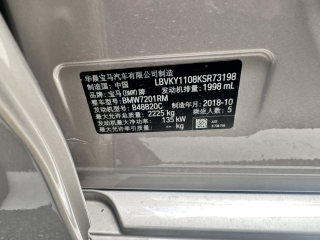 华晨宝马汽车有限公司制造 LBVKY1108KSR73198
制造国: 中国 发动机排量: 1998 mL
品牌: 宝马(BMW)牌
整车型号: BMW7201RM
发动机型号: B48B20C 制造年月: 2018-10
最大允许总质量: 2225 kg 乘坐人数: 5
发动机最大净功率: 135 kW
-- kg